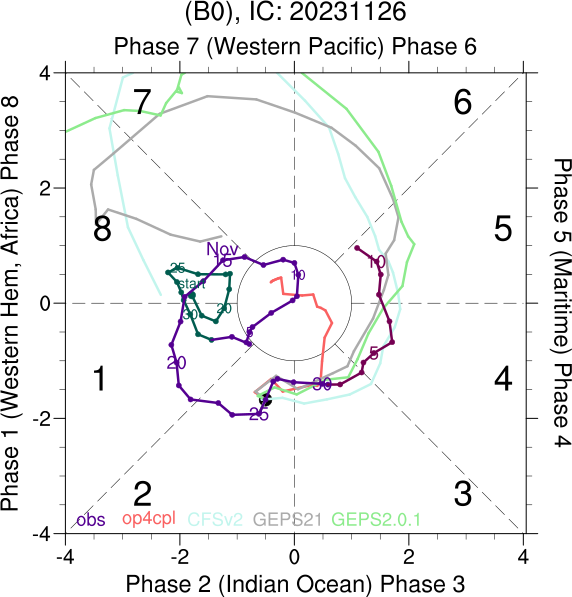 (B0), IC: 20231126
Phase 7 (Western Pacific) Phase 6
4
7
6
Phase 1 (Western Hem, Africa) Phase 8
Phase 5 (Maritime) Phase 4
2
8
5
Nov
15
25
start
10
10
0
20
30
5
5
20
30
-2
1
4
25
2
3
obs op4cpl CFSv2 GEPS21 GEPS2.0.1
-4
-4 -2 0 2 4
Phase 2 (Indian Ocean) Phase 3